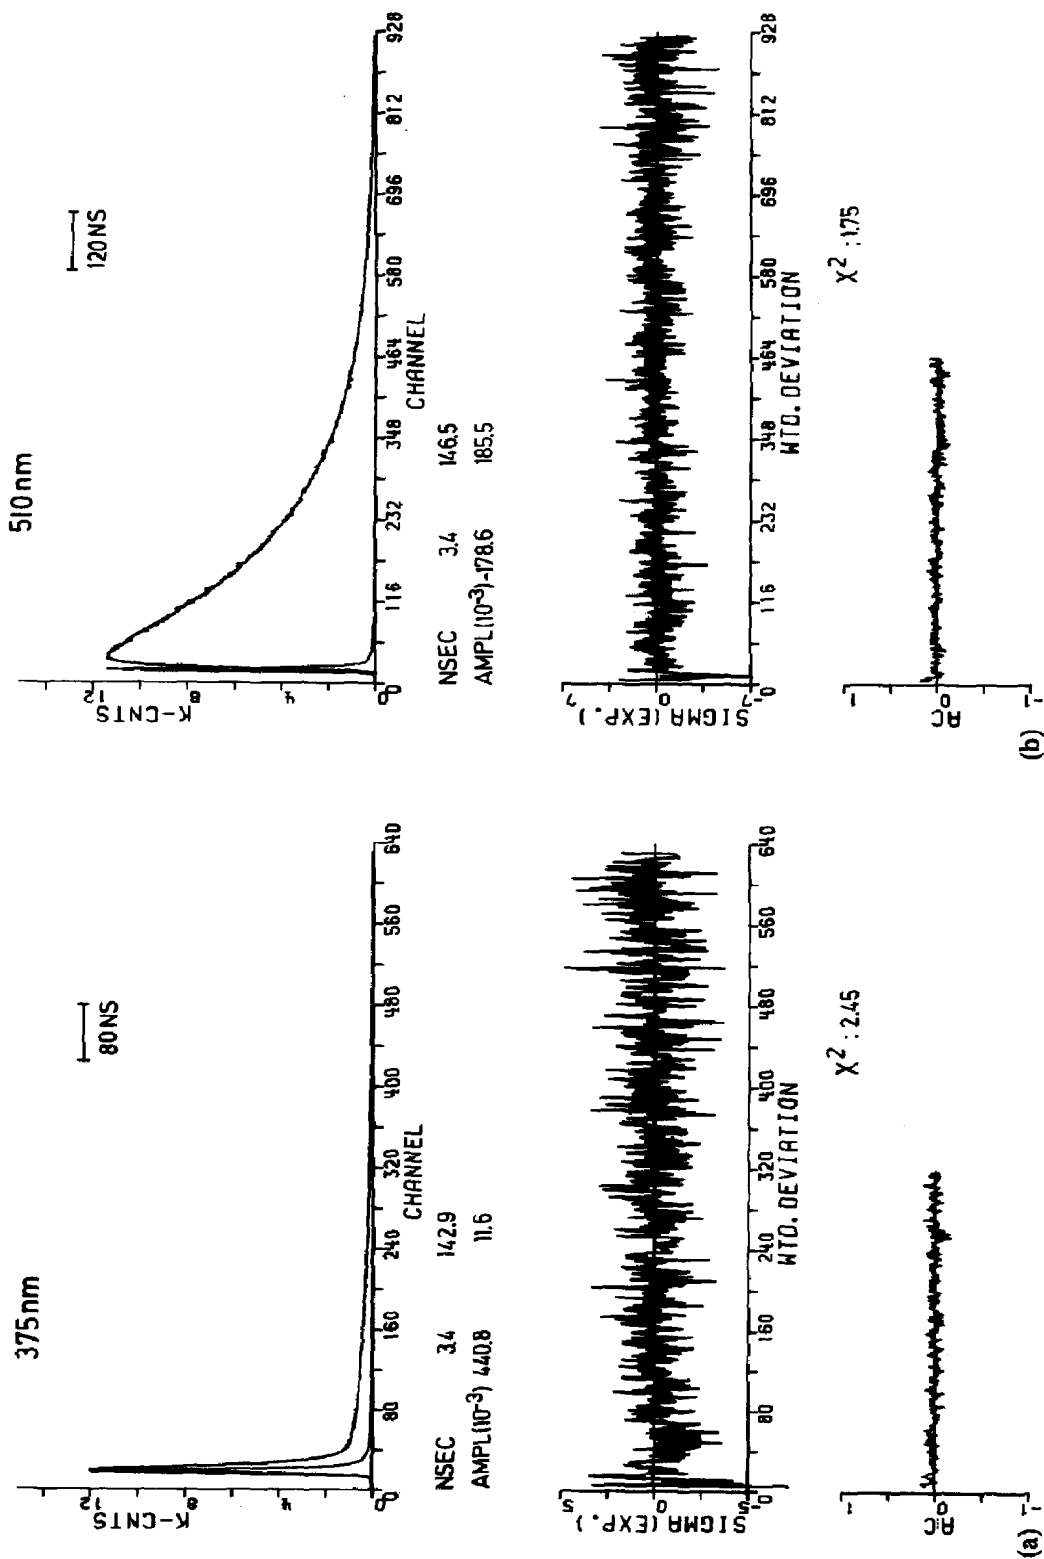 375nm
80NS
K-CNTS
12
8
4
0
0 80 160 240 320 400 480 560 640
CHANNEL
NSEC 3.4 142.9
AMPL(10-3) 440.8 11.6
SIGMA (EXP.)
5
0
-5
0 80 160 240 320 400 480 560 640
WTD. DEVIATION
χ2 : 2.45
AC
1
0
-1
(a)
510nm
120NS
K-CNTS
12
8
4
0
0 116 232 348 464 580 696 812 928
CHANNEL
NSEC 3.4 146.5
AMPL(10-3)-178.6 185.5
SIGMA (EXP.)
7
0
-7
0 116 232 348 464 580 696 812 928
WTD. DEVIATION
χ2 : 1.75
AC
1
0
-1
(b)